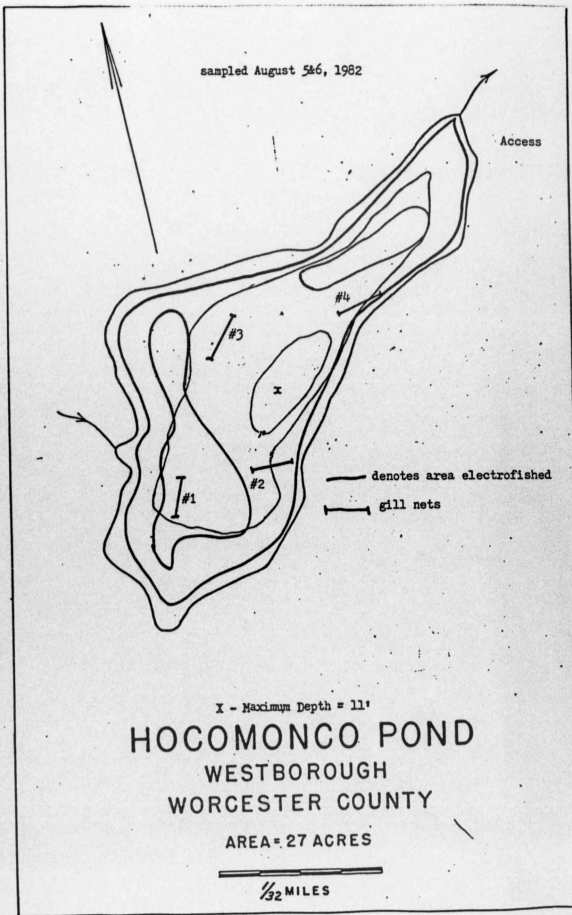 sampled August 5&6, 1982
Access
#4
#3
x
#2
#1
denotes area electrofished
gill nets
X - Maximum Depth = 11'
HOCOMONCO POND
WESTBOROUGH
WORCESTER COUNTY
AREA = 27 ACRES
1/32 MILES